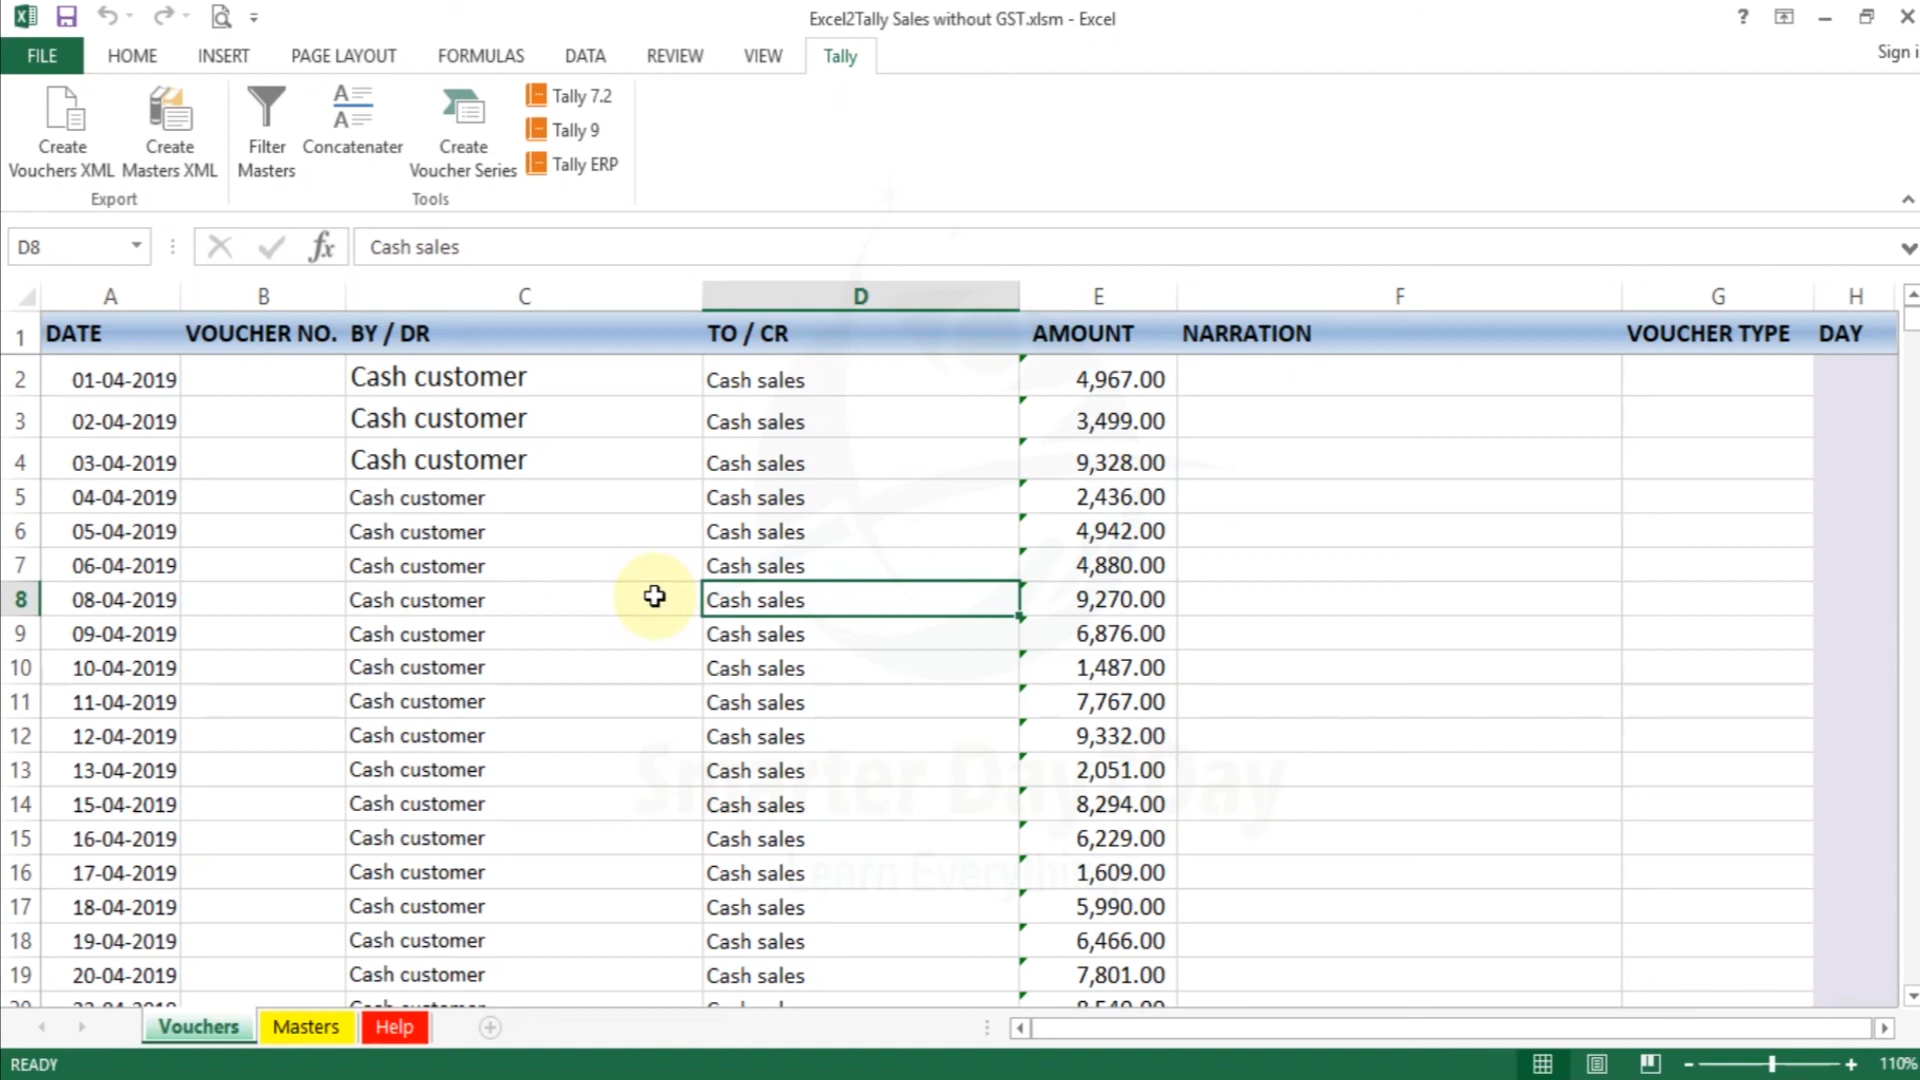 Excel2Tally Sales without GST.xlsm - Excel
?
FILE HOME INSERT PAGE LAYOUT FORMULAS DATA REVIEW VIEW Tally Sign i
Create Vouchers XML
Create Masters XML
Export
Filter Masters
Concatenater
Create Voucher Series
Tally 7.2
Tally 9
Tally ERP
Tools
D8 fx Cash sales
A B C D E F G H
1 DATE VOUCHER NO. BY / DR TO / CR AMOUNT NARRATION VOUCHER TYPE DAY
2 01-04-2019 Cash customer Cash sales 4,967.00
3 02-04-2019 Cash customer Cash sales 3,499.00
4 03-04-2019 Cash customer Cash sales 9,328.00
5 04-04-2019 Cash customer Cash sales 2,436.00
6 05-04-2019 Cash customer Cash sales 4,942.00
7 06-04-2019 Cash customer Cash sales 4,880.00
8 08-04-2019 Cash customer Cash sales 9,270.00
9 09-04-2019 Cash customer Cash sales 6,876.00
10 10-04-2019 Cash customer Cash sales 1,487.00
11 11-04-2019 Cash customer Cash sales 7,767.00
12 12-04-2019 Cash customer Cash sales 9,332.00
13 13-04-2019 Cash customer Cash sales 2,051.00
14 15-04-2019 Cash customer Cash sales 8,294.00
15 16-04-2019 Cash customer Cash sales 6,229.00
16 17-04-2019 Cash customer Cash sales 1,609.00
17 18-04-2019 Cash customer Cash sales 5,990.00
18 19-04-2019 Cash customer Cash sales 6,466.00
19 20-04-2019 Cash customer Cash sales 7,801.00
Vouchers Masters Help
READY 110%